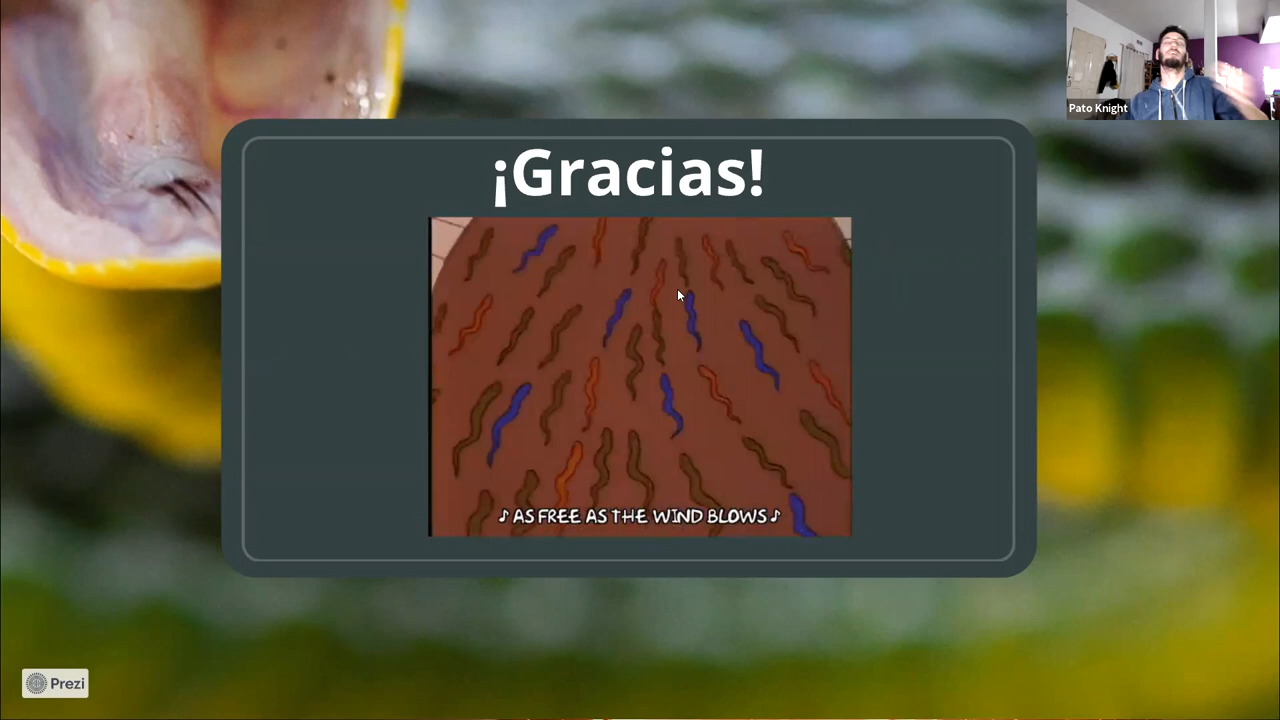 Pato Knight
¡Gracias!
♪ AS FREE AS THE WIND BLOWS ♪
Prezi